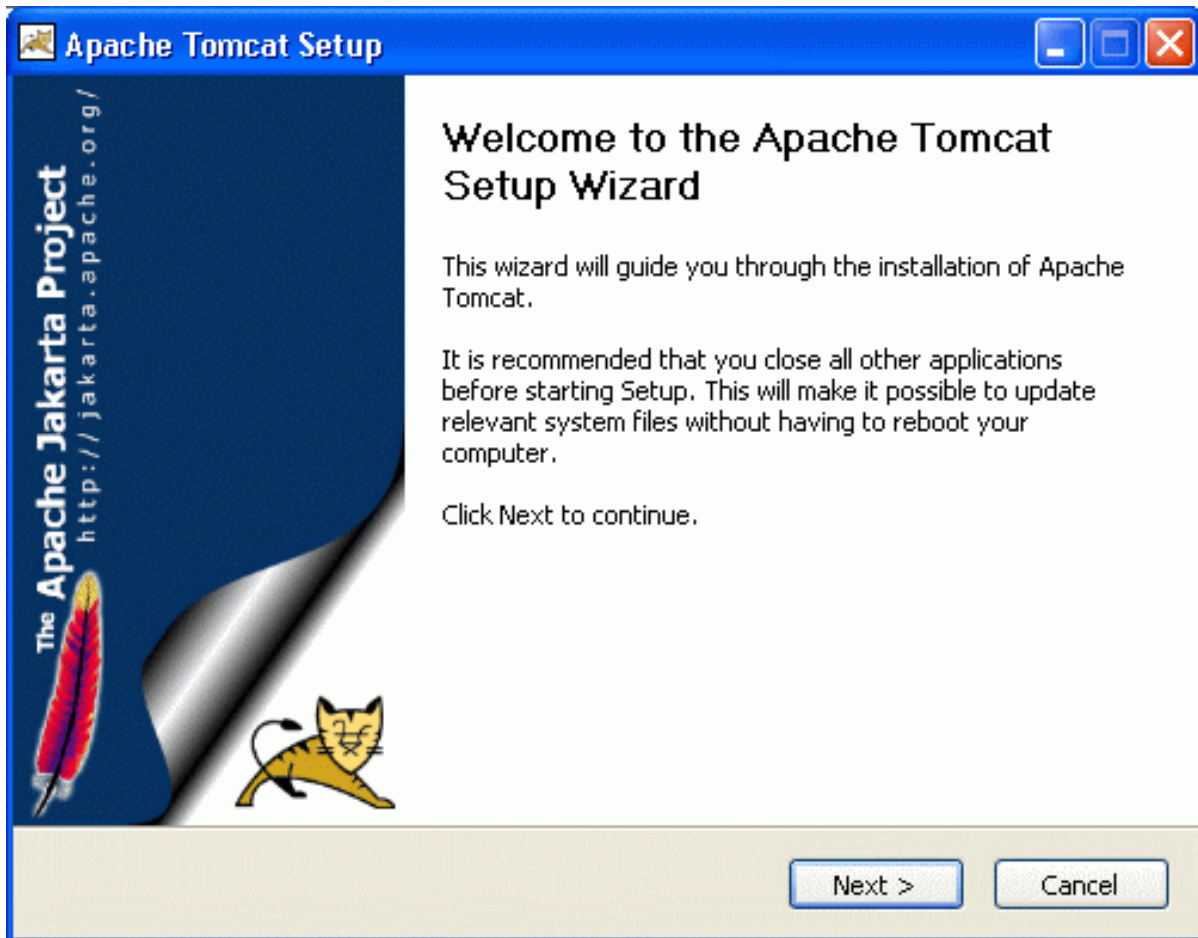 Apache Tomcat Setup
The Apache Jakarta Project
http://jakarta.apache.org/
Welcome to the Apache Tomcat
Setup Wizard
This wizard will guide you through the installation of Apache
Tomcat.
It is recommended that you close all other applications
before starting Setup. This will make it possible to update
relevant system files without having to reboot your
computer.
Click Next to continue.
Next >
Cancel